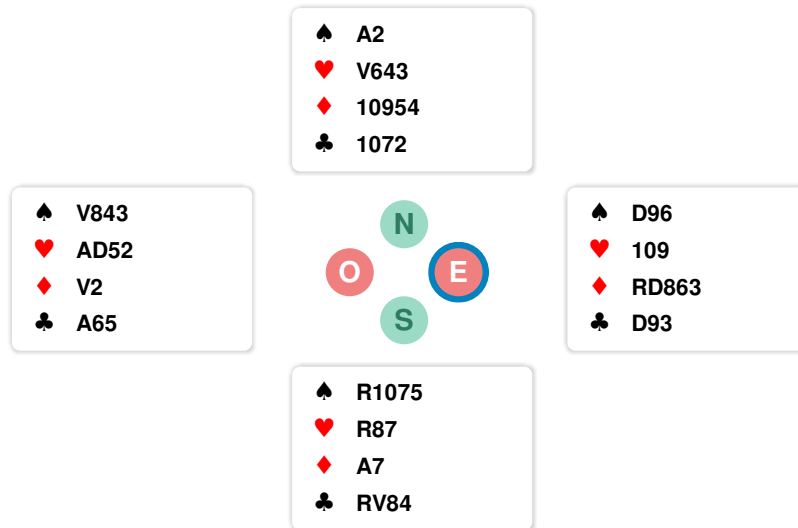 ♠ A2
♥ V643
♦ 10954
♣ 1072
♠ V843
♥ AD52
♦ V2
♣ A65
N
O E
S
♠ D96
♥ 109
♦ RD863
♣ D93
♠ R1075
♥ R87
♦ A7
♣ RV84